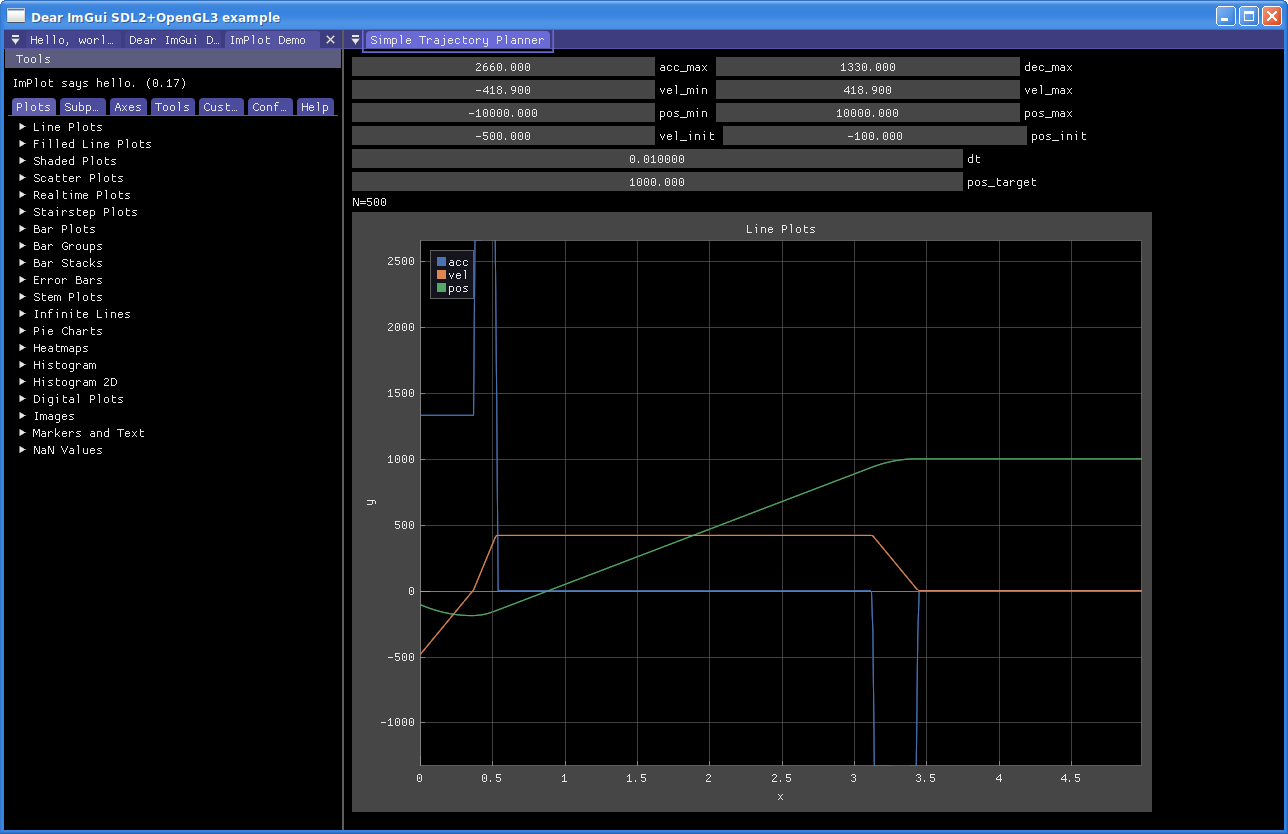 Dear ImGui SDL2+OpenGL3 example
Hello, worl… Dear ImGui D… ImPlot Demo
Tools
ImPlot says hello. (0.17)
Plots Subp… Axes Tools Cust… Conf… Help
Line Plots
Filled Line Plots
Shaded Plots
Scatter Plots
Realtime Plots
Stairstep Plots
Bar Plots
Bar Groups
Bar Stacks
Error Bars
Stem Plots
Infinite Lines
Pie Charts
Heatmaps
Histogram
Histogram 2D
Digital Plots
Images
Markers and Text
NaN Values
Simple Trajectory Planner
2660.000 acc_max 1330.000 dec_max
-418.900 vel_min 418.900 vel_max
-10000.000 pos_min 10000.000 pos_max
-500.000 vel_init -100.000 pos_init
0.010000 dt
1000.000 pos_target
N=500
Line Plots
acc
vel
pos
2500
2000
1500
1000
500
0
-500
-1000
y
0 0.5 1 1.5 2 2.5 3 3.5 4 4.5
x